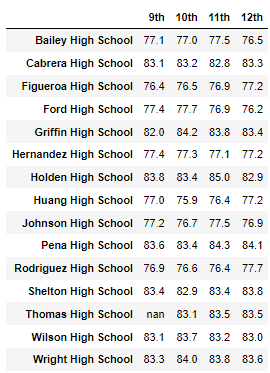 9th 10th 11th 12th
Bailey High School 77.1 77.0 77.5 76.5
Cabrera High School 83.1 83.2 82.8 83.3
Figueroa High School 76.4 76.5 76.9 77.2
Ford High School 77.4 77.7 76.9 76.2
Griffin High School 82.0 84.2 83.8 83.4
Hernandez High School 77.4 77.3 77.1 77.2
Holden High School 83.8 83.4 85.0 82.9
Huang High School 77.0 75.9 76.4 77.2
Johnson High School 77.2 76.7 77.5 76.9
Pena High School 83.6 83.4 84.3 84.1
Rodriguez High School 76.9 76.6 76.4 77.7
Shelton High School 83.4 82.9 83.4 83.8
Thomas High School nan 83.1 83.5 83.5
Wilson High School 83.1 83.7 83.2 83.0
Wright High School 83.3 84.0 83.8 83.6